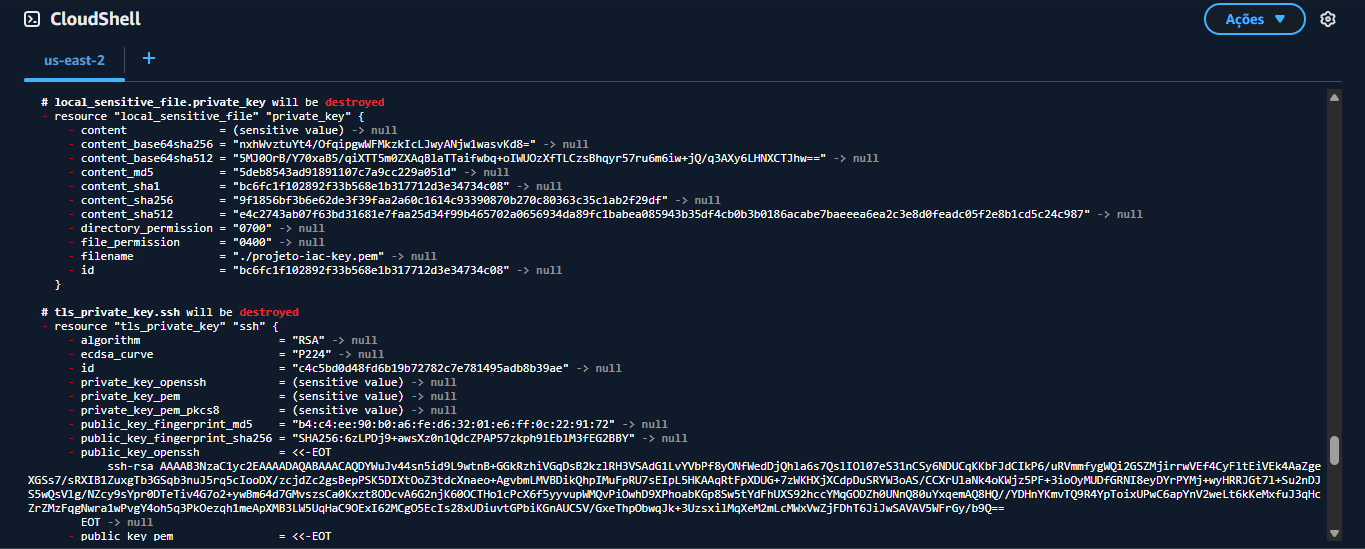 CloudShell
Ações
us-east-2
+
# local_sensitive_file.private_key will be destroyed
- resource "local_sensitive_file" "private_key" {
- content = (sensitive value) -> null
- content_base64sha256 = "nxhWvztuYt4/OfqipgwWFMkzkIcLJwyANjw1wasvKd8=" -> null
- content_base64sha512 = "5MJ0OrB/Y70xaB5/qiXTT5m0ZXAqBlaTTaifwbq+oIWUOzXfTLCzsBhqyr57ru6m6iw+jQ/q3AXy6LHNXCTJhw==" -> null
- content_md5 = "5deb8543ad91891107c7a9cc229a051d" -> null
- content_sha1 = "bc6fc1f102892f33b568e1b317712d3e34734c08" -> null
- content_sha256 = "9f1856bf3b6e62de3f39faa2a60c1614c93390870b270c80363c35c1ab2f29df" -> null
- content_sha512 = "e4c2743ab07f63bd31681e7faa25d34f99b465702a0656934da89fc1babea085943b35df4cb0b3b0186acabe7baeeea6ea2c3e8d0feadc05f2e8b1cd5c24c987" -> null
- directory_permission = "0700" -> null
- file_permission = "0400" -> null
- filename = "./projeto-iac-key.pem" -> null
- id = "bc6fc1f102892f33b568e1b317712d3e34734c08" -> null
}
# tls_private_key.ssh will be destroyed
- resource "tls_private_key" "ssh" {
- algorithm = "RSA" -> null
- ecdsa_curve = "P224" -> null
- id = "c4c5bd0d48fd6b19b72782c7e781495adb8b39ae" -> null
- private_key_openssh = (sensitive value) -> null
- private_key_pem = (sensitive value) -> null
- private_key_pem_pkcs8 = (sensitive value) -> null
- public_key_fingerprint_md5 = "b4:c4:ee:90:b0:a6:fe:d6:32:01:e6:ff:0c:22:91:72" -> null
- public_key_fingerprint_sha256 = "SHA256:6zLPDj9+awsXz0n1QdcZPAP57zkph9lEblM3fEG2BBY" -> null
- public_key_openssh = <<-EOT
ssh-rsa
EOT -> null
- public_key_pem = <<-EOT